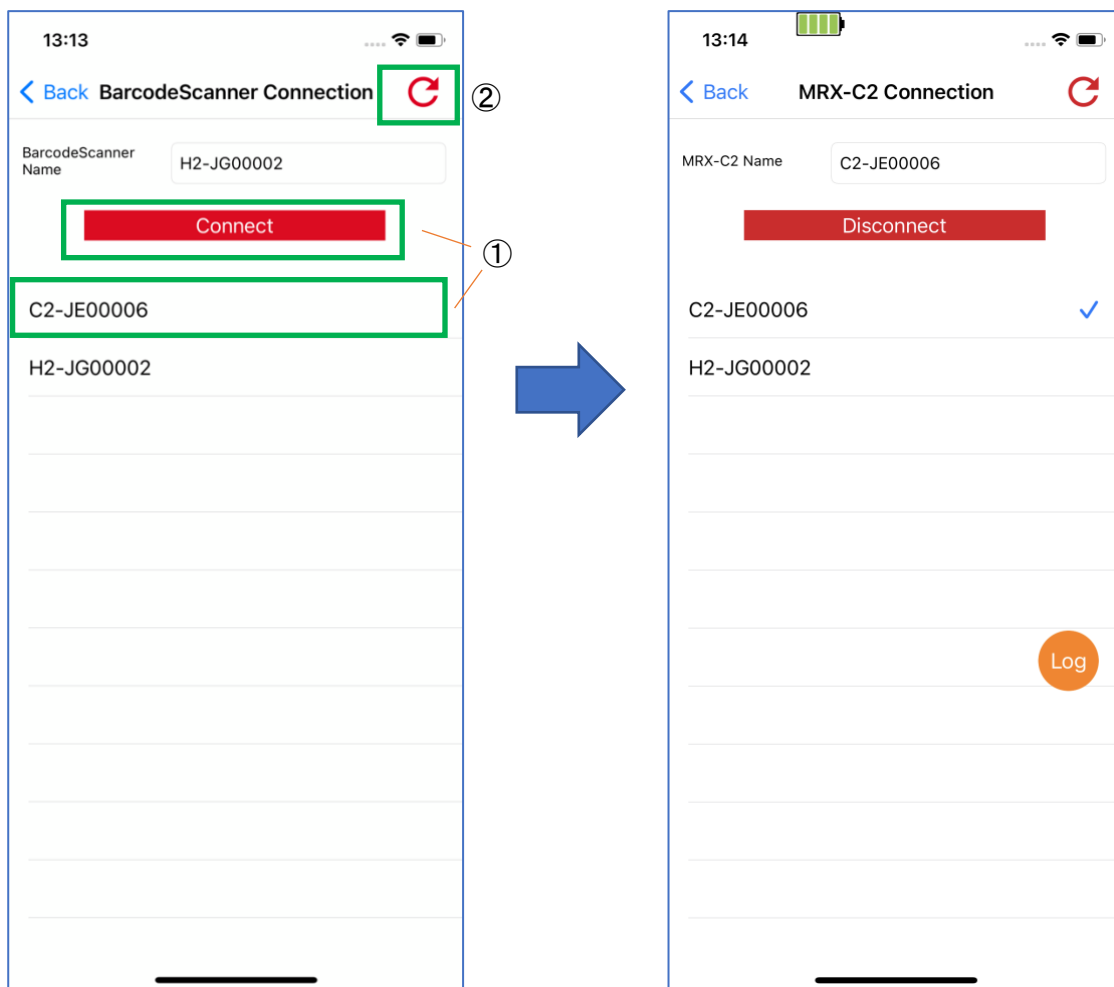 13:13
Back BarcodeScanner Connection
②
BarcodeScanner
Name
H2-JG00002
Connect
①
C2-JE00006
H2-JG00002
13:14
Back MRX-C2 Connection
MRX-C2 Name
C2-JE00006
Disconnect
C2-JE00006
H2-JG00002
Log